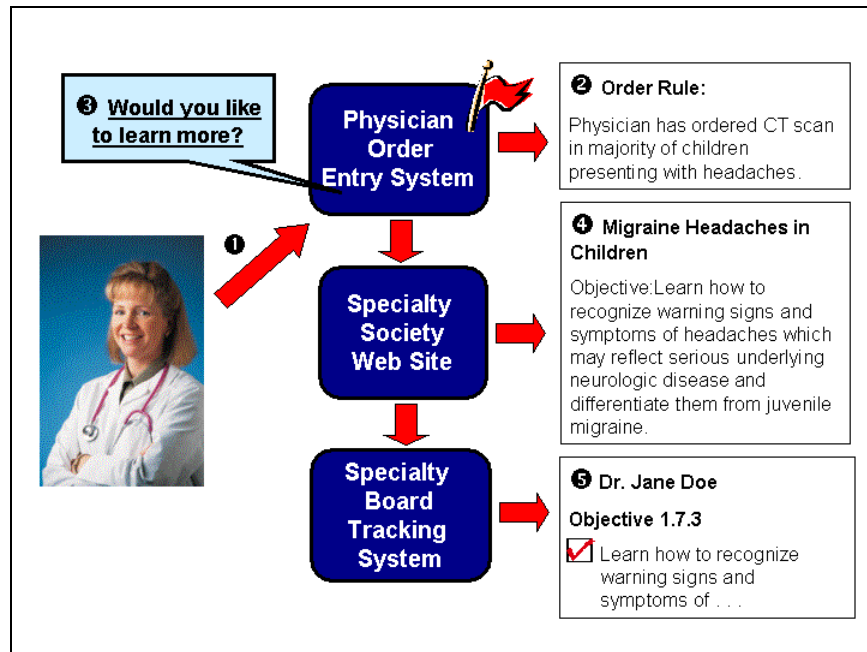 ❸ Would you like
to learn more?
Physician
Order
Entry System
❷ Order Rule:
Physician has ordered CT scan
in majority of children
presenting with headaches.
❶
Specialty
Society
Web Site
❹ Migraine Headaches in
Children
Objective:Learn how to
recognize warning signs and
symptoms of headaches which
may reflect serious underlying
neurologic disease and
differentiate them from juvenile
migraine.
Specialty
Board
Tracking
System
❺ Dr. Jane Doe
Objective 1.7.3
Learn how to recognize
warning signs and
symptoms of . . .